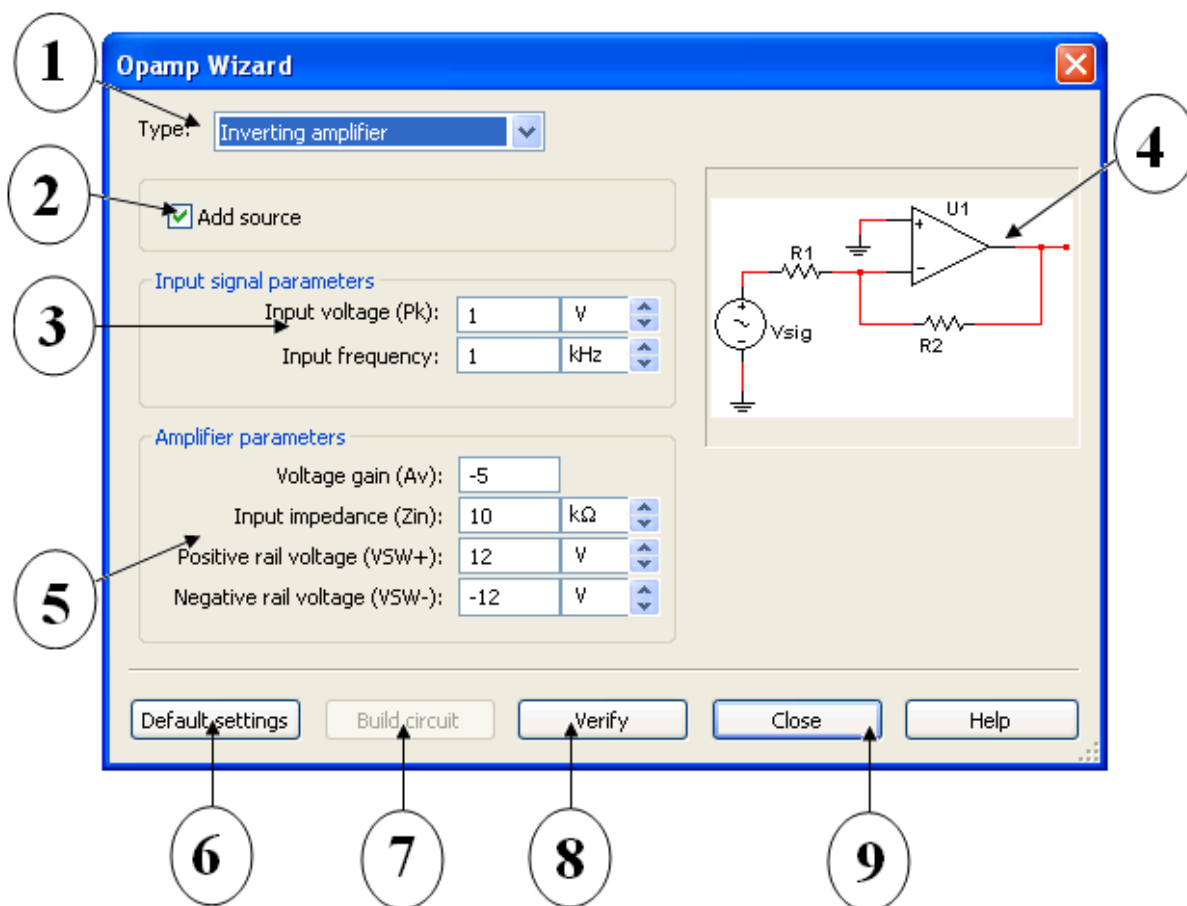 1
Opamp Wizard
Type: Inverting amplifier
2
Add source
4
U1
+
−
R1
R2
+
~
-
Vsig
Input signal parameters
3
Input voltage (Pk): 1 V
Input frequency: 1 kHz
Amplifier parameters
Voltage gain (Av): -5
Input impedance (Zin): 10 kΩ
5
Positive rail voltage (VSW+): 12 V
Negative rail voltage (VSW-): -12 V
Default settings Build circuit Verify Close Help
6 7 8 9